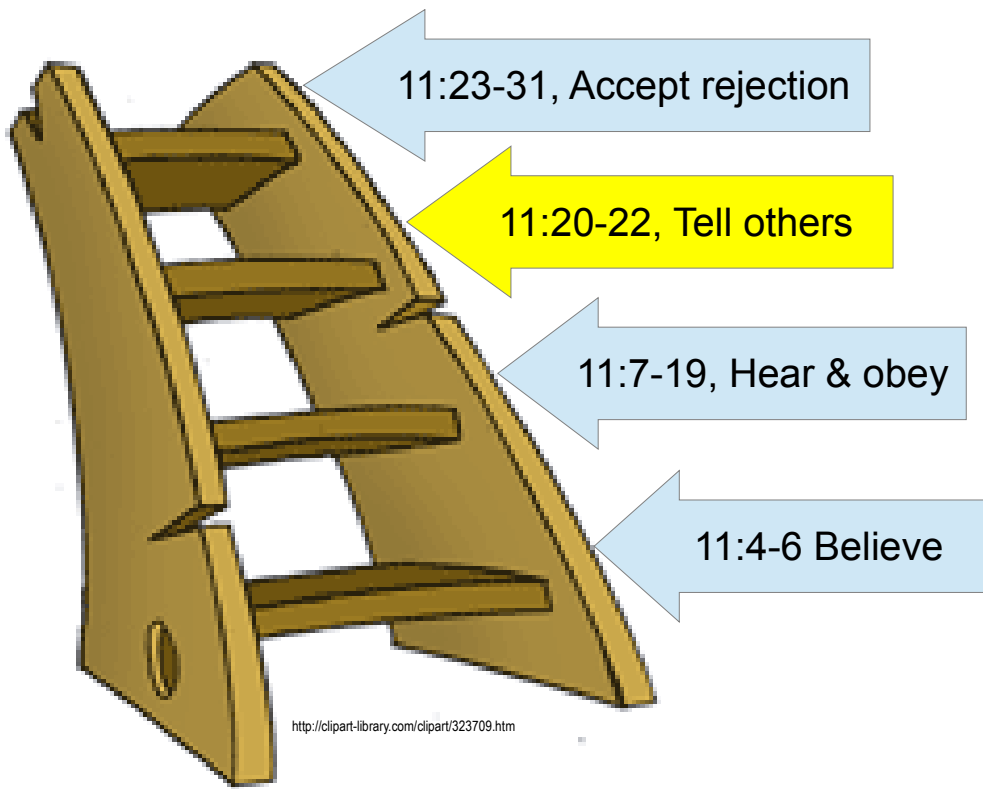 11:23-31, Accept rejection
11:20-22, Tell others
11:7-19, Hear & obey
11:4-6 Believe
http://clipart-library.com/clipart/323709.htm